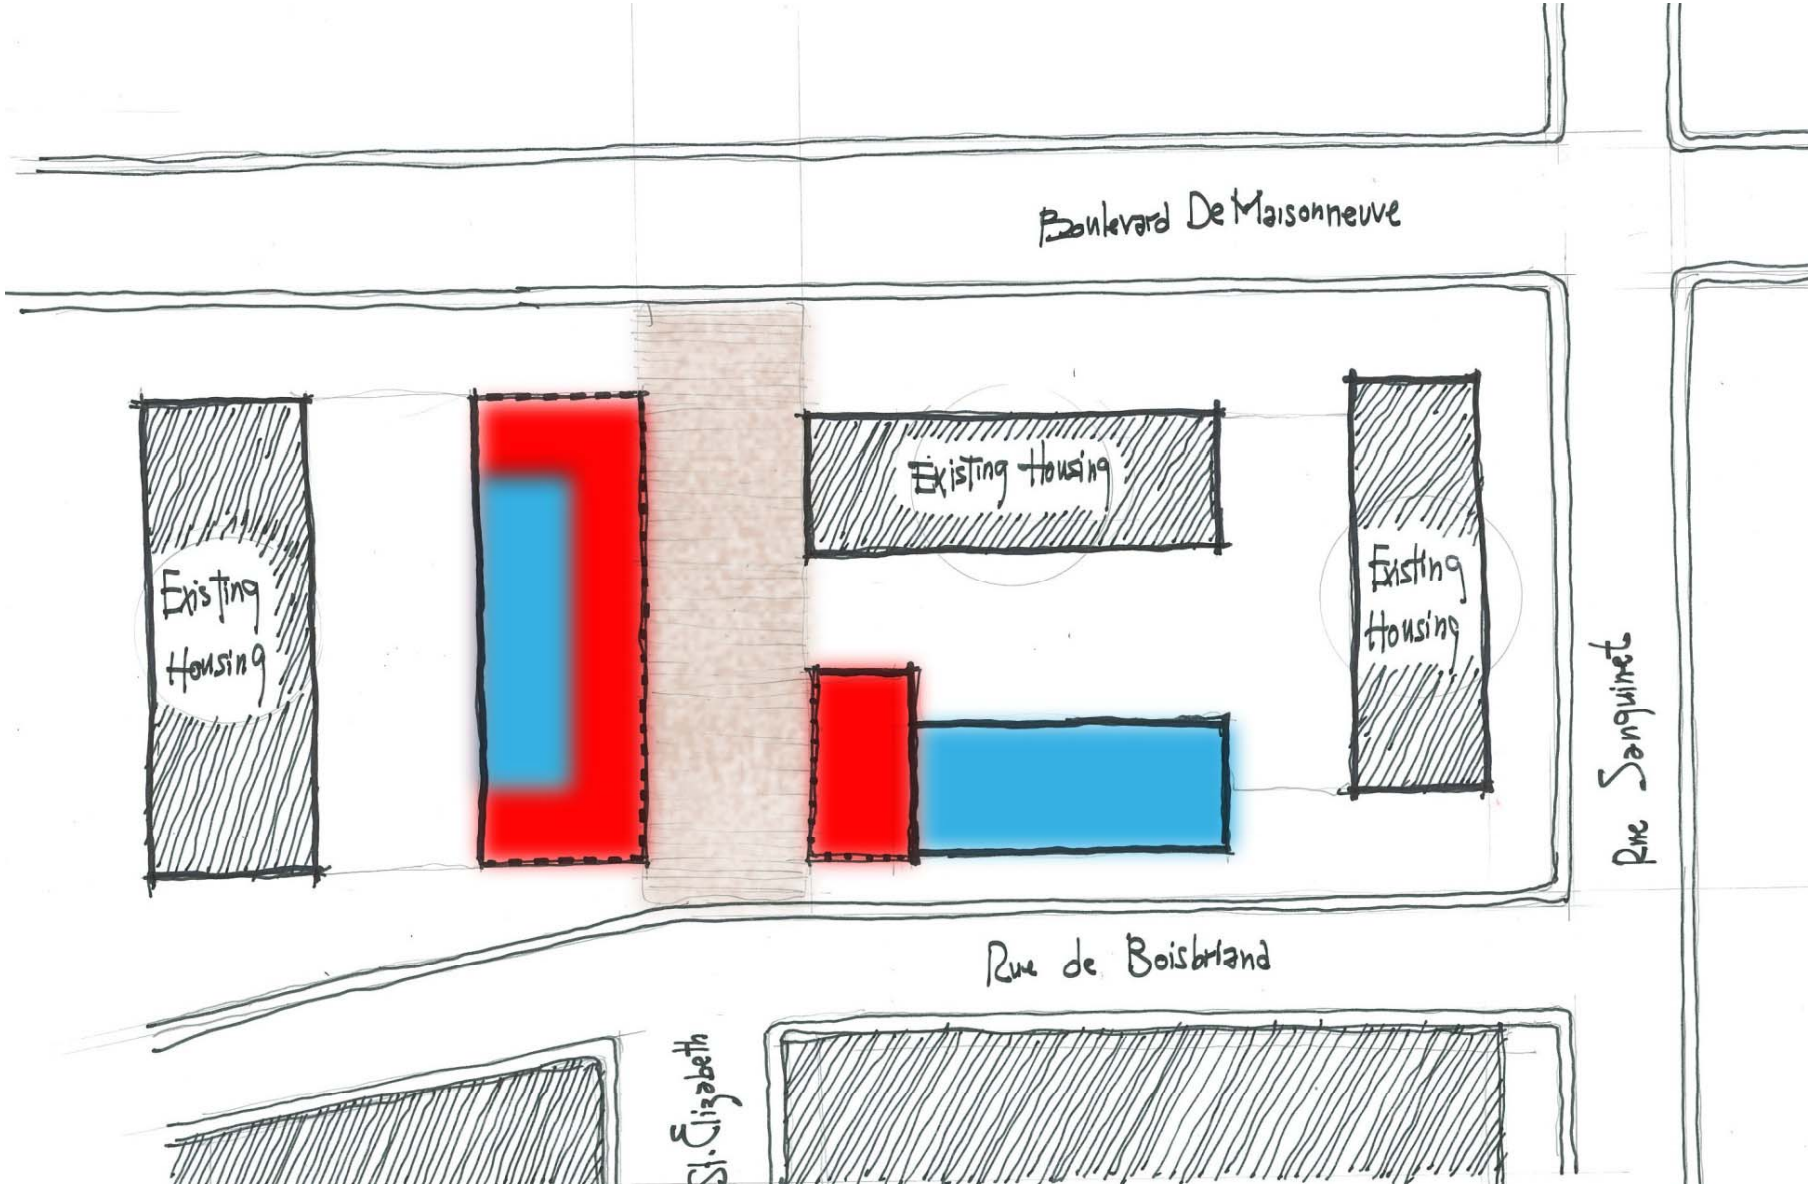 Boulevard De Maisonneuve
Existing Housing
Existing
Housing
Existing
Housing
Rue Sanguinet
Rue de Boisbriand
St. Elizabeth